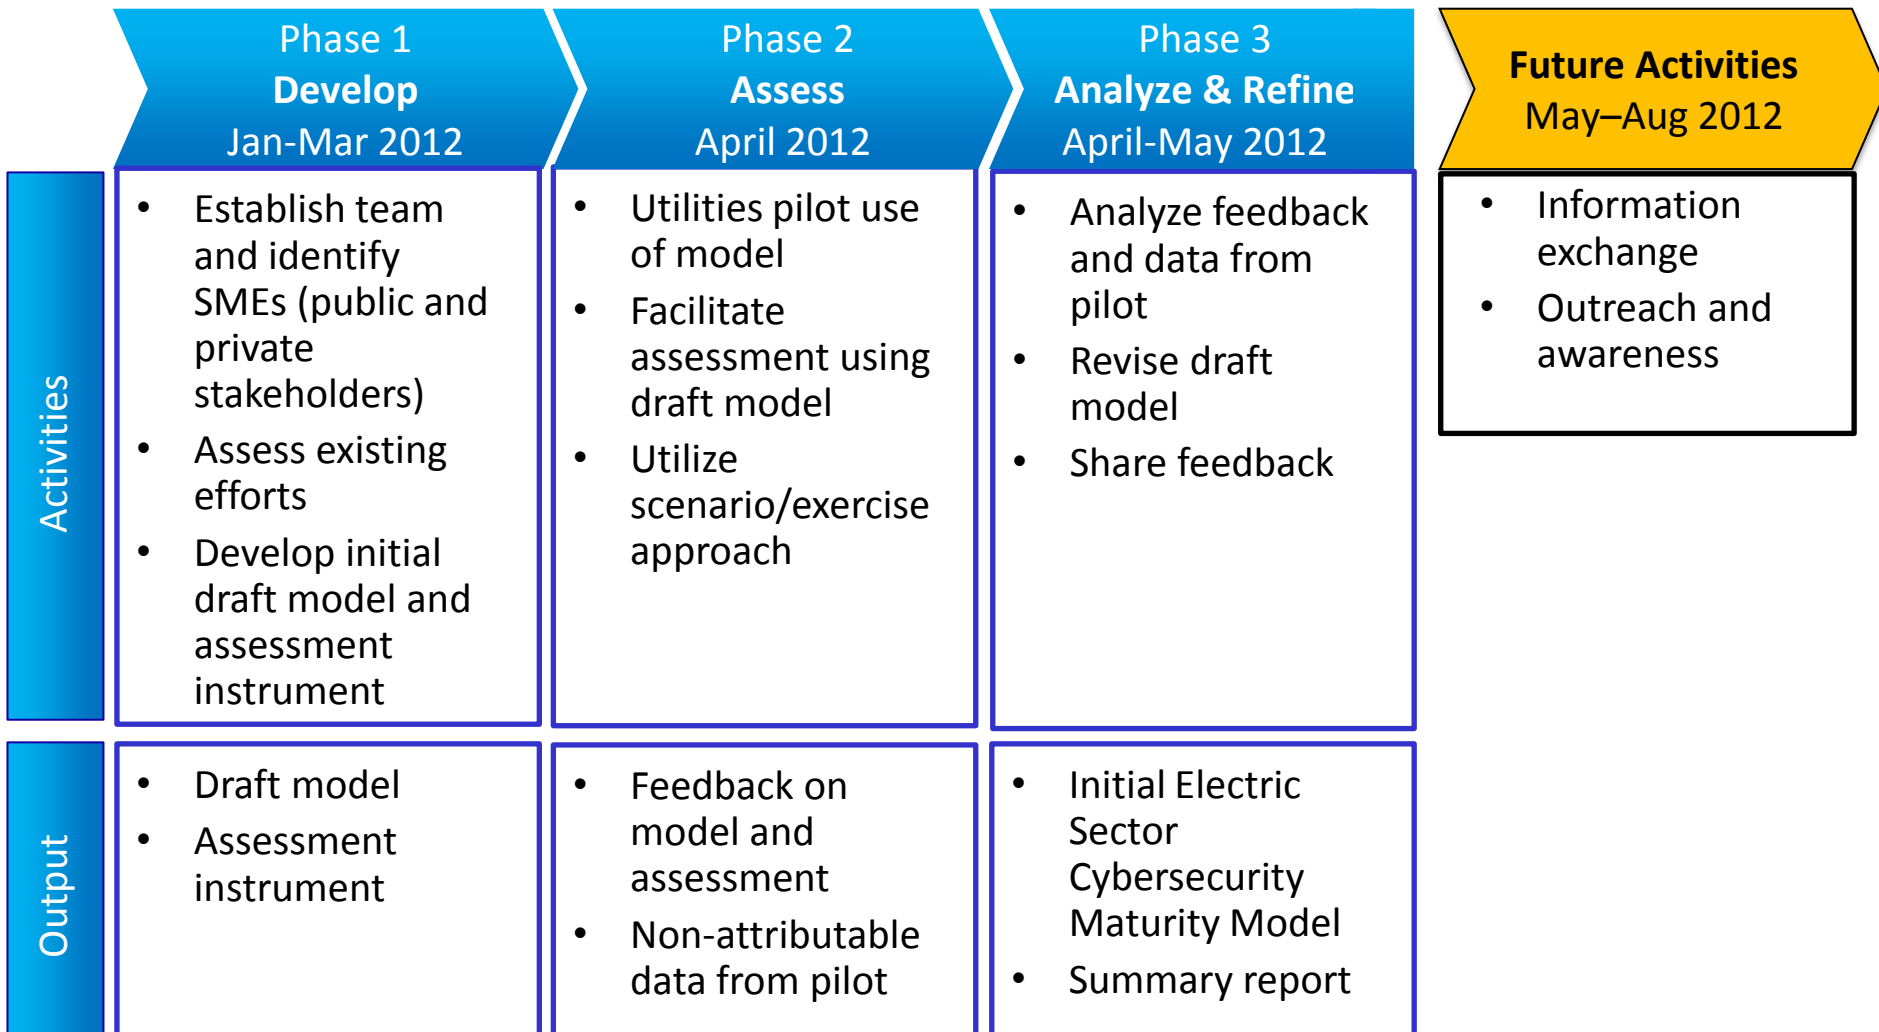 Phase 1
Develop
Jan-Mar 2012
Phase 2
Assess
April 2012
Phase 3
Analyze & Refine
April-May 2012
Future Activities
May–Aug 2012
Activities
• Establish team
and identify
SMEs (public and
private
stakeholders)
• Assess existing
efforts
• Develop initial
draft model and
assessment
instrument
• Utilities pilot use
of model
• Facilitate
assessment using
draft model
• Utilize
scenario/exercise
approach
• Analyze feedback
and data from
pilot
• Revise draft
model
• Share feedback
• Information
exchange
• Outreach and
awareness
Output
• Draft model
• Assessment
instrument
• Feedback on
model and
assessment
• Non-attributable
data from pilot
• Initial Electric
Sector
Cybersecurity
Maturity Model
• Summary report